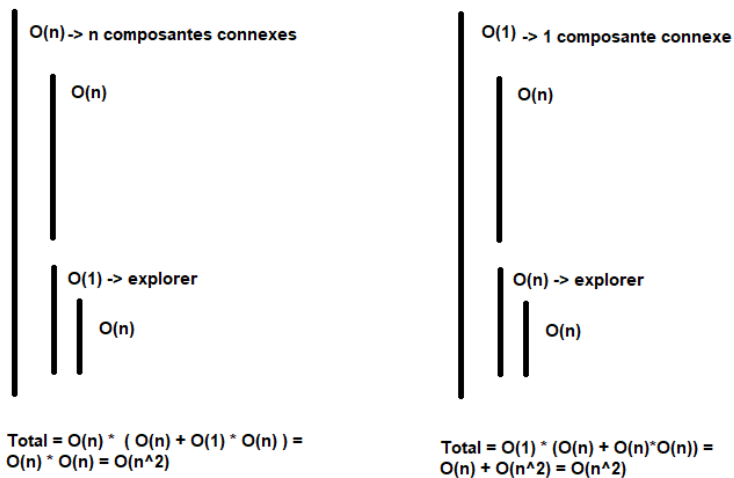 O(n) -> n composantes connexes
O(n)
O(1) -> explorer
O(n)
Total = O(n) * ( O(n) + O(1) * O(n) ) =
O(n) * O(n) = O(n^2)
O(1) -> 1 composante connexe
O(n)
O(n) -> explorer
O(n)
Total = O(1) * (O(n) + O(n)*O(n)) =
O(n) + O(n^2) = O(n^2)